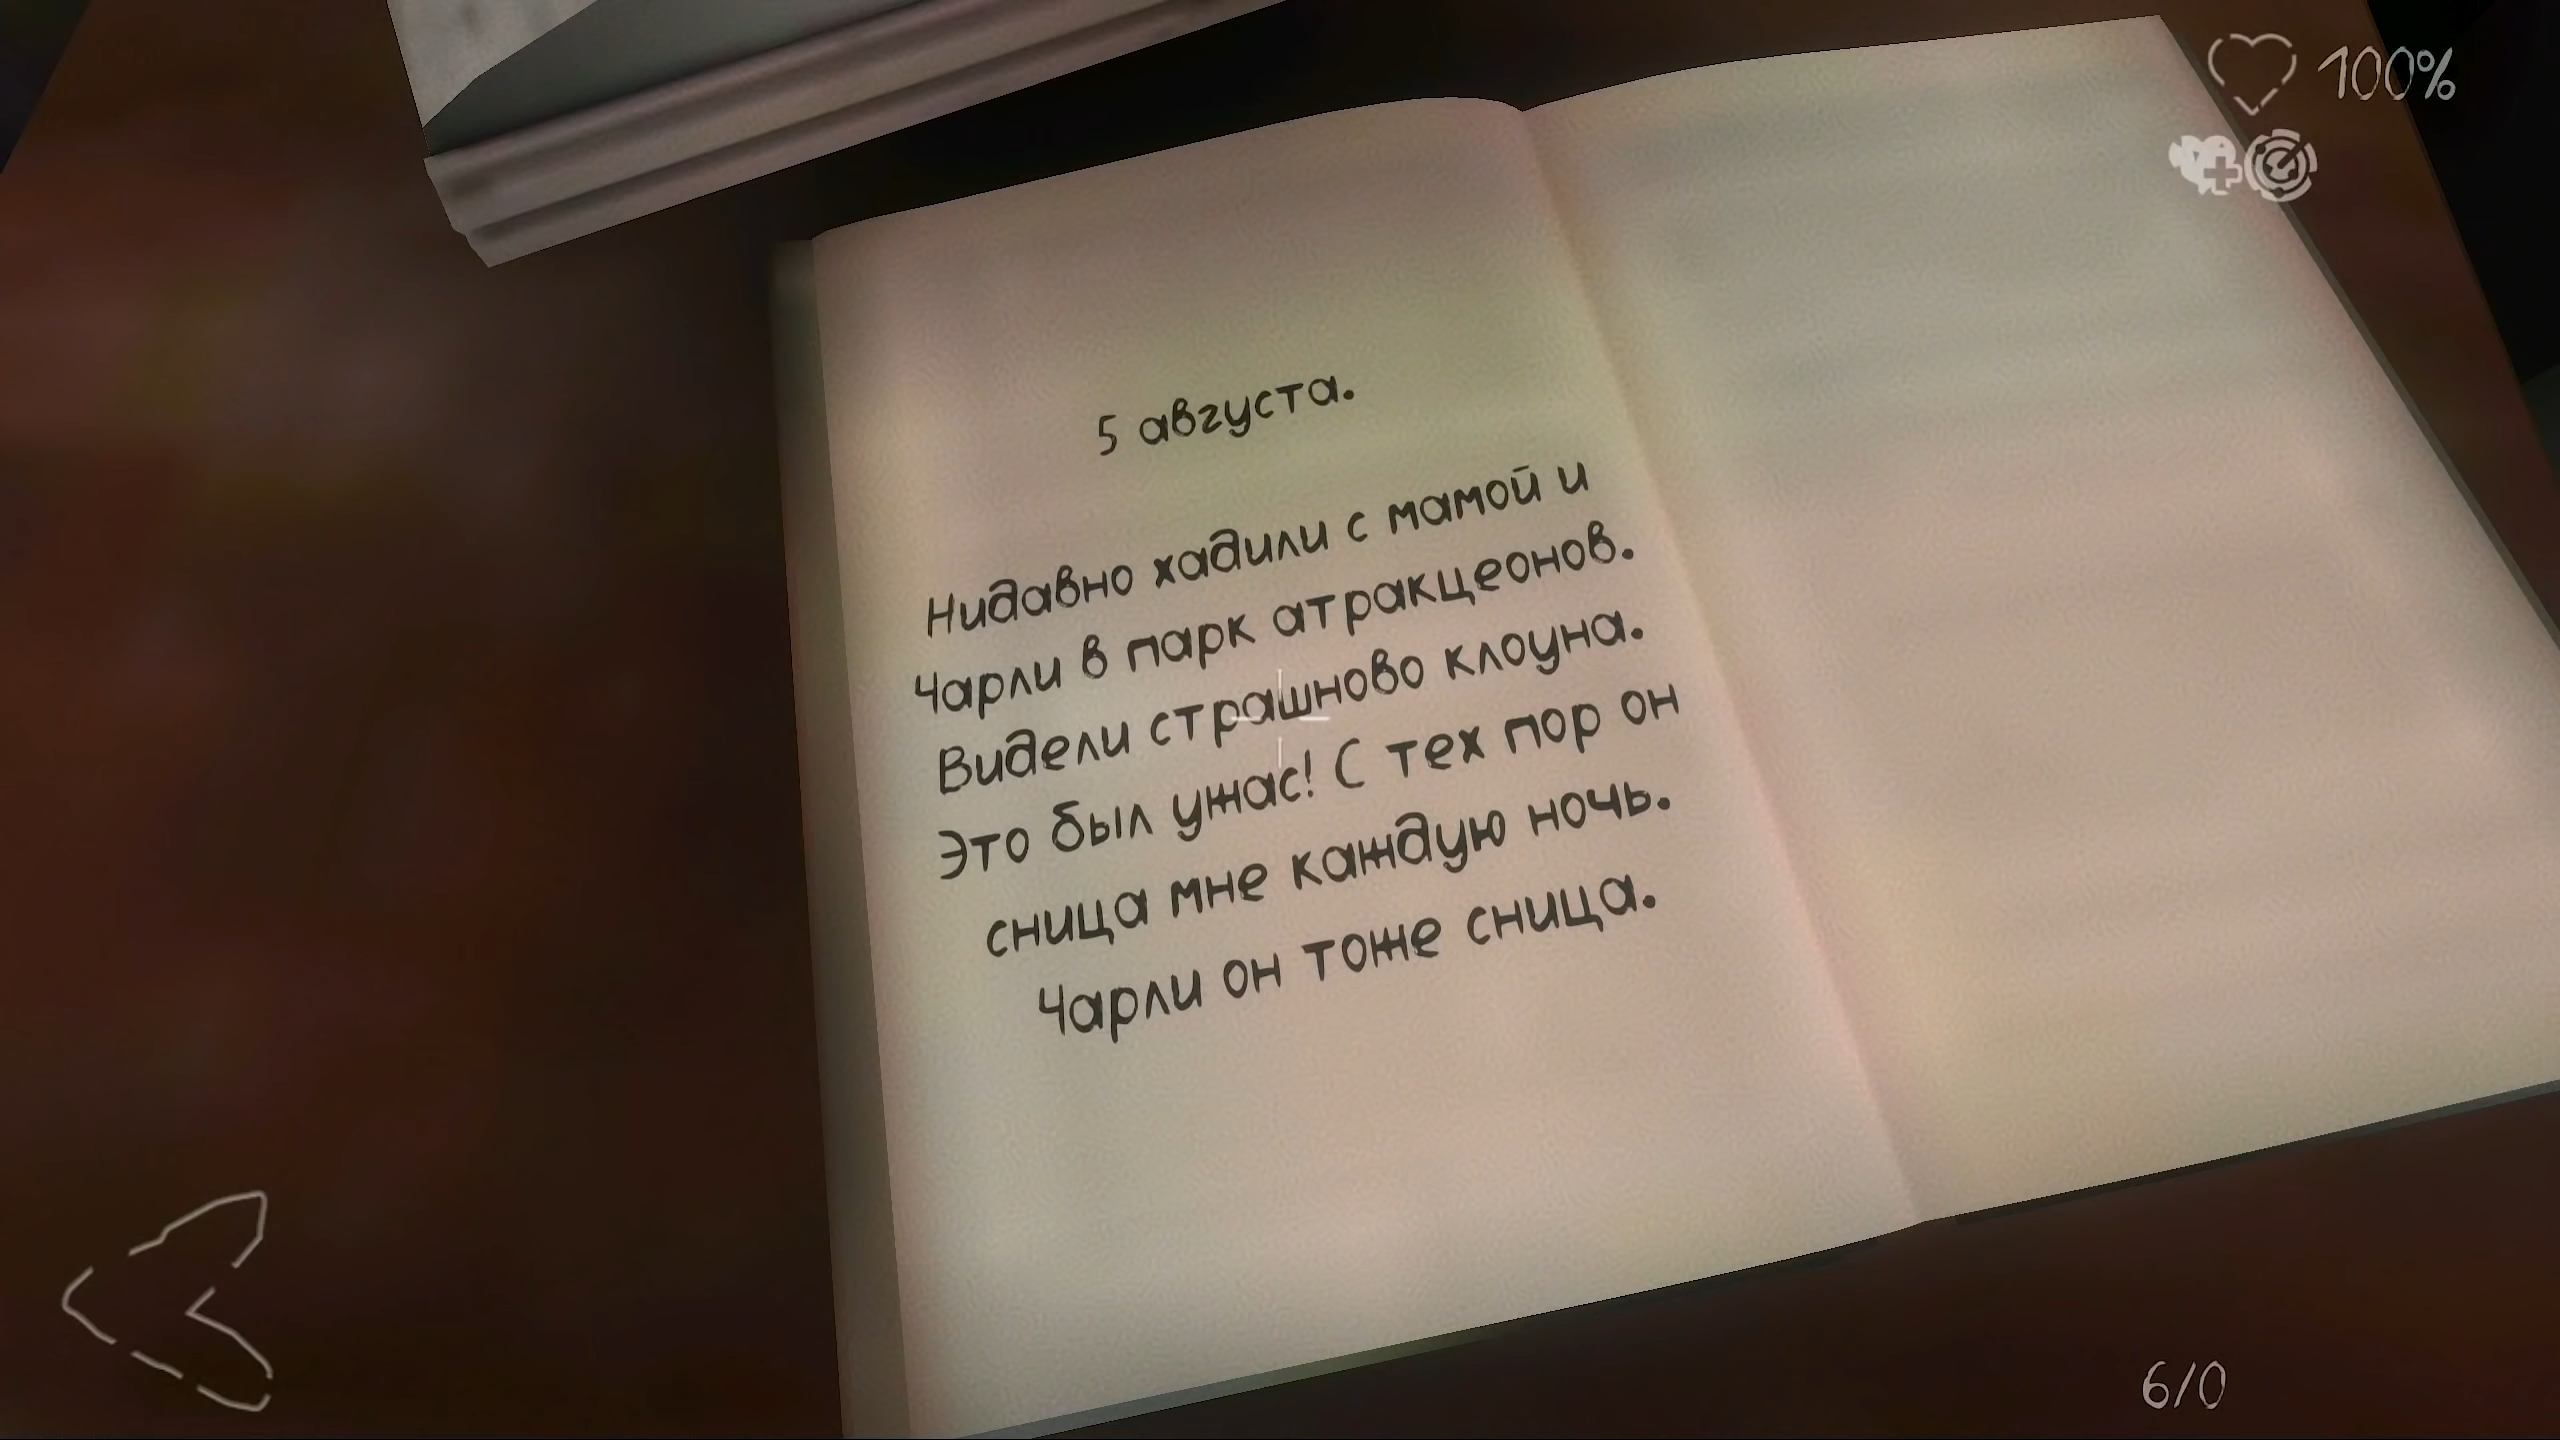 100%
5 августа.
Нидавно хадили с мамой и
Чарли в парк атракцеонов.
Видели страшново клоуна.
Это был ужас! С тех пор он
сница мне каждую ночь.
Чарли он тоже сница.
6/0